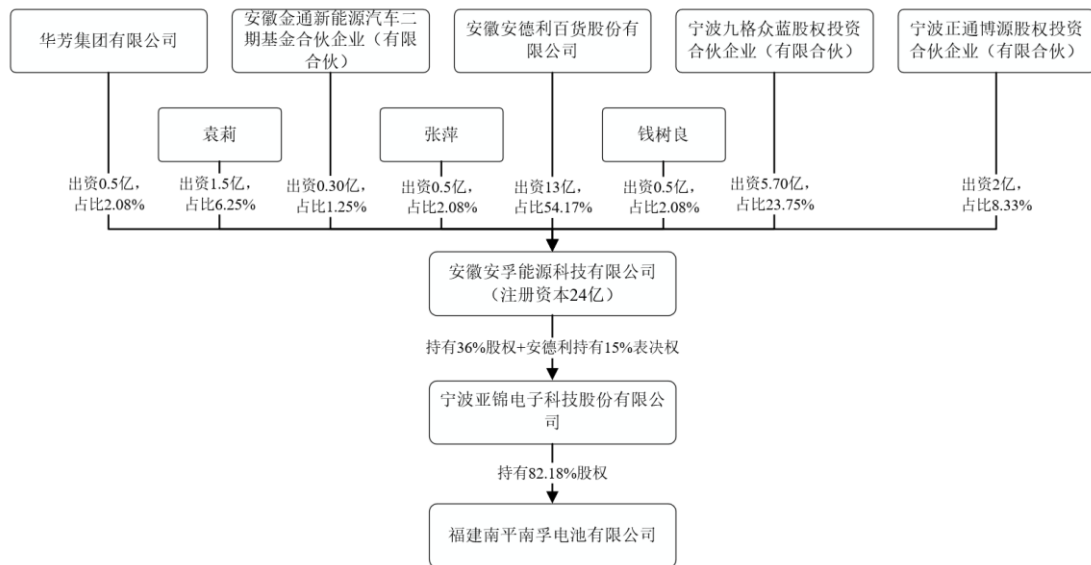 华芳集团有限公司
安徽金通新能源汽车二
期基金合伙企业（有限
合伙）
安徽安德利百货股份有
限公司
宁波九格众蓝股权投资
合伙企业（有限合伙）
宁波正通博源股权投资
合伙企业（有限合伙）
袁莉
张萍
钱树良
出资0.5亿，
占比2.08%
出资1.5亿，
占比6.25%
出资0.30亿，
占比1.25%
出资0.5亿，
占比2.08%
出资13亿，
占比54.17%
出资0.5亿，
占比2.08%
出资5.70亿，
占比23.75%
出资2亿，
占比8.33%
安徽安孚能源科技有限公司
（注册资本24亿）
持有36%股权+安德利持有15%表决权
宁波亚锦电子科技股份有限公
司
持有82.18%股权
福建南平南孚电池有限公司